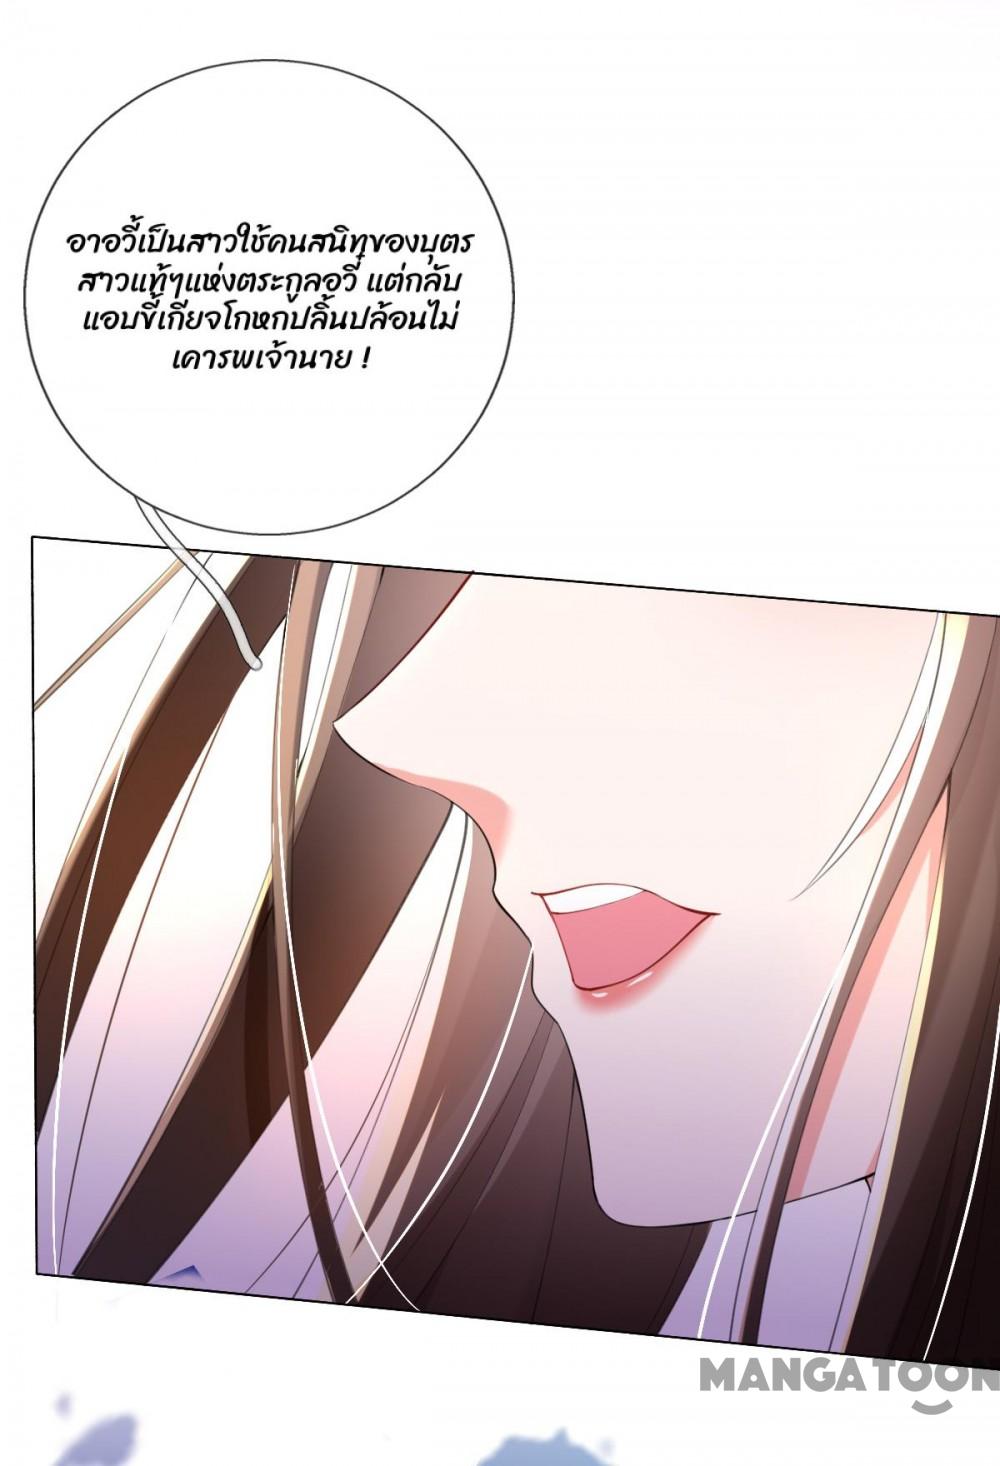 อาอวี้เป็นสาวใช้คนสนิทของบุตร
สาวแท้ๆแห่งตระกูลอวี้ แต่กลับ
แอบขี้เกียจโกหกปลิ้นปล้อนไม่
เคารพเจ้านาย !
MANGATOON